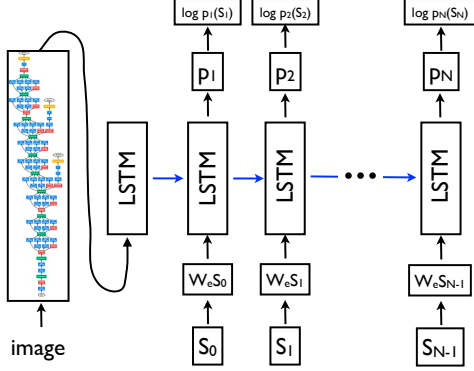 log p₁(S₁) log p₂(S₂) log pN(SN)
p₁ p₂ pN
LSTM LSTM LSTM LSTM
WₑS₀ WₑS₁ WₑSN-1
image S₀ S₁ SN-1